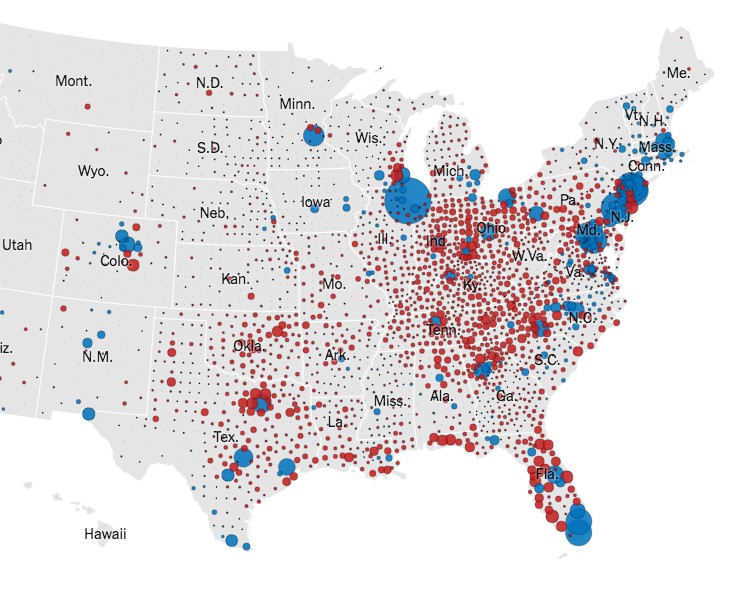 Me.
Mont.
N.D.
Minn.
Vt.
N.H.
Wis.
N.Y.
Mass.
S.D.
Conn.
Wyo.
Mich.
Iowa
Pa.
Neb.
N.J.
Ohio
Md.
Utah
Ill.
Ind.
Colo.
W.Va.
Va.
Kan.
Mo.
Ky.
N.C.
Tenn.
Okla.
iz.
N.M.
Ark.
S.C.
Miss.
Ala.
Ga.
La.
Tex.
Fla.
Hawaii